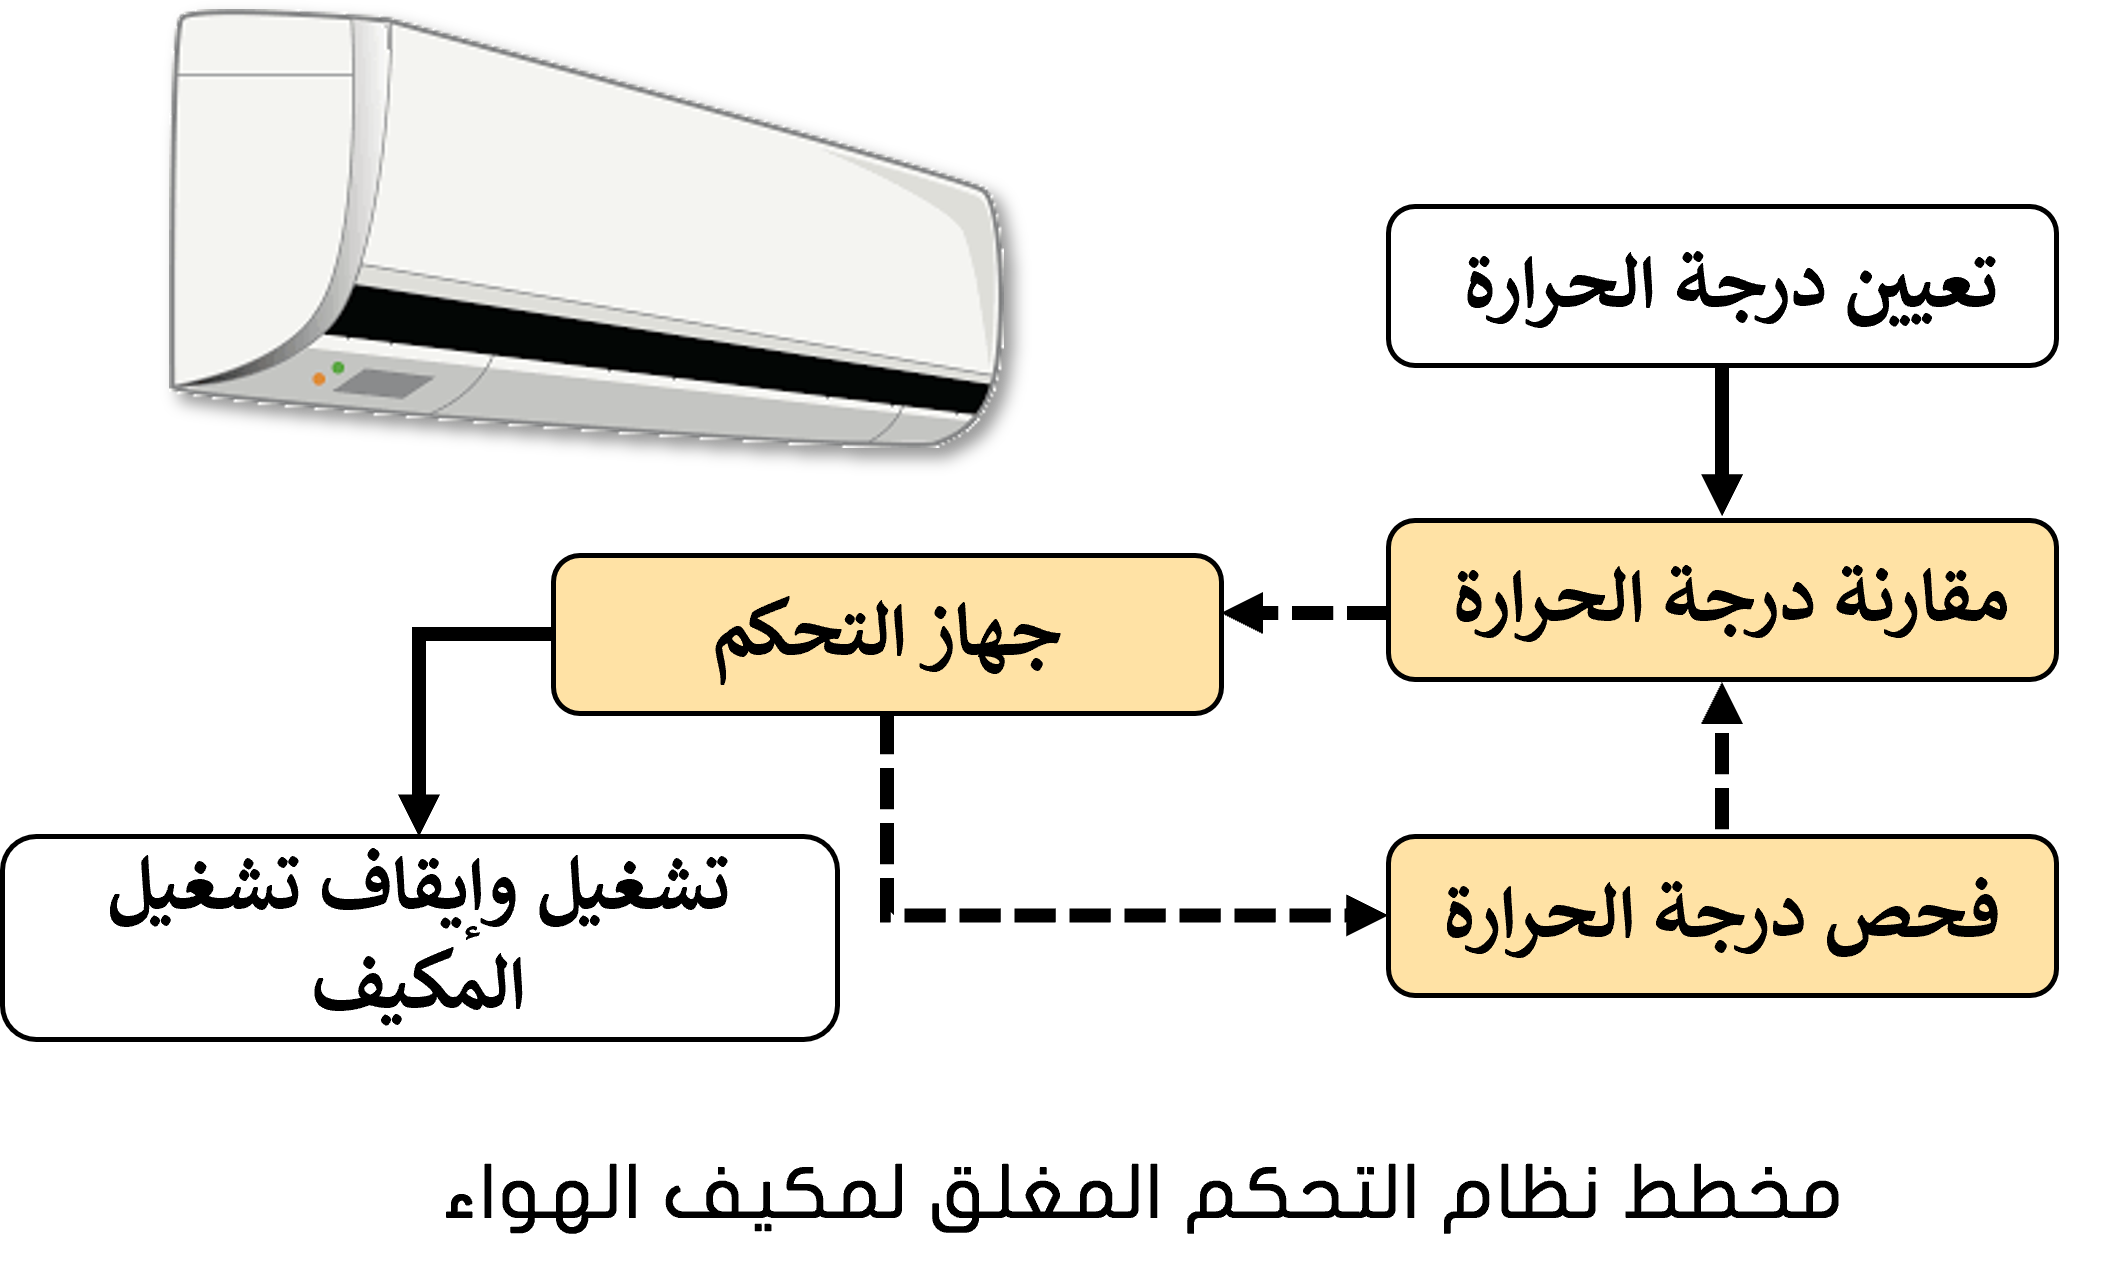 تعيين درجة الحرارة
مقارنة درجة الحرارة
جهاز التحكم
فحص درجة الحرارة
تشغيل وإيقاف تشغيل
المكيف
مخطط نظام التحكم المغلق لمكيف الهواء